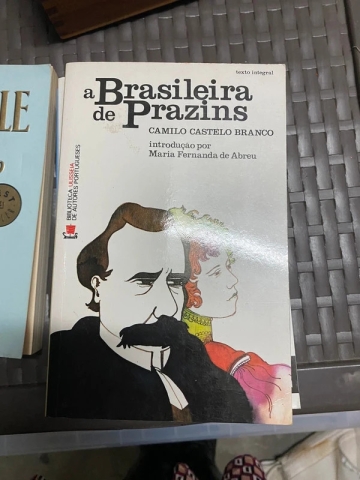 texto integral
a Brasileira
de Prazins
CAMILO CASTELO BRANCO
introdução por
Maria Fernanda de Abreu
BIBLIOTECA ULISSEIA
DE AUTORES PORTUGUESES
LE